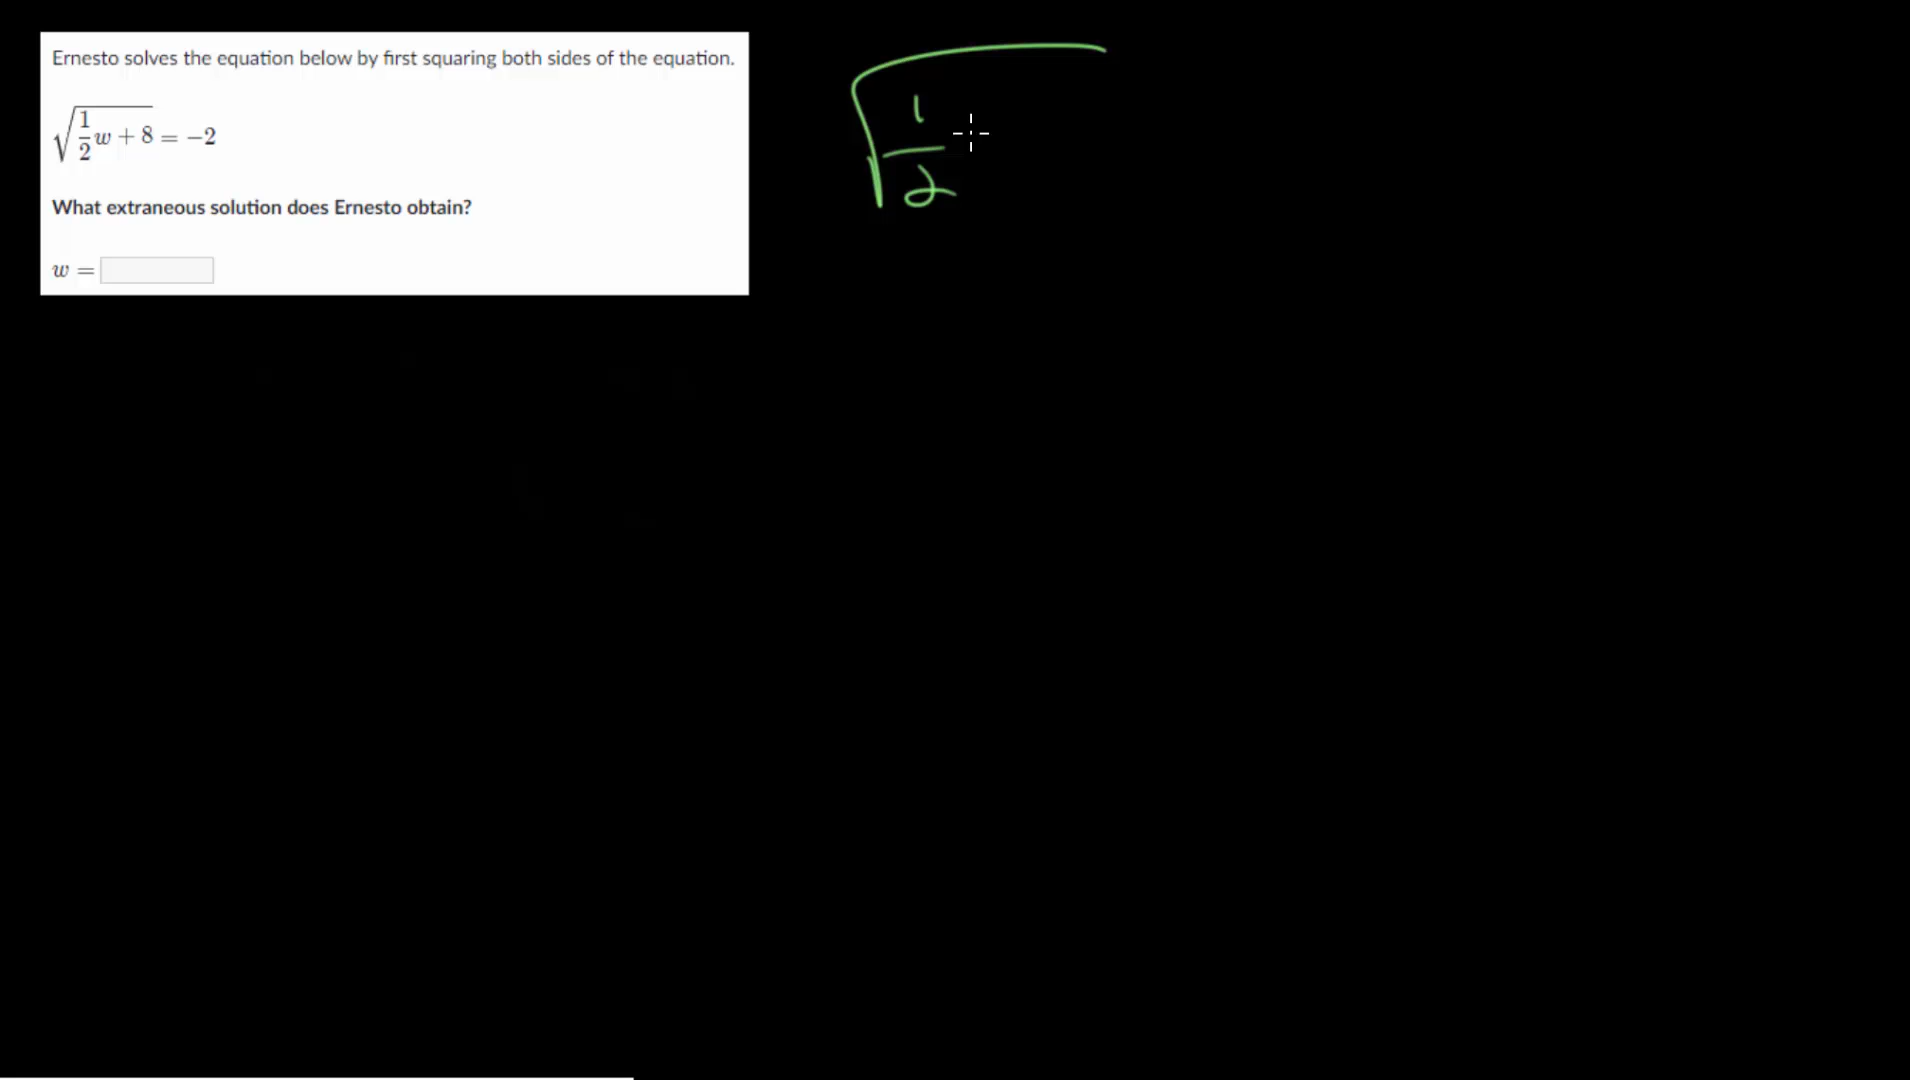 Ernesto solves the equation below by first squaring both sides of the equation.
√(1/2 w + 8) = −2
What extraneous solution does Ernesto obtain?
w =
√ 1/2